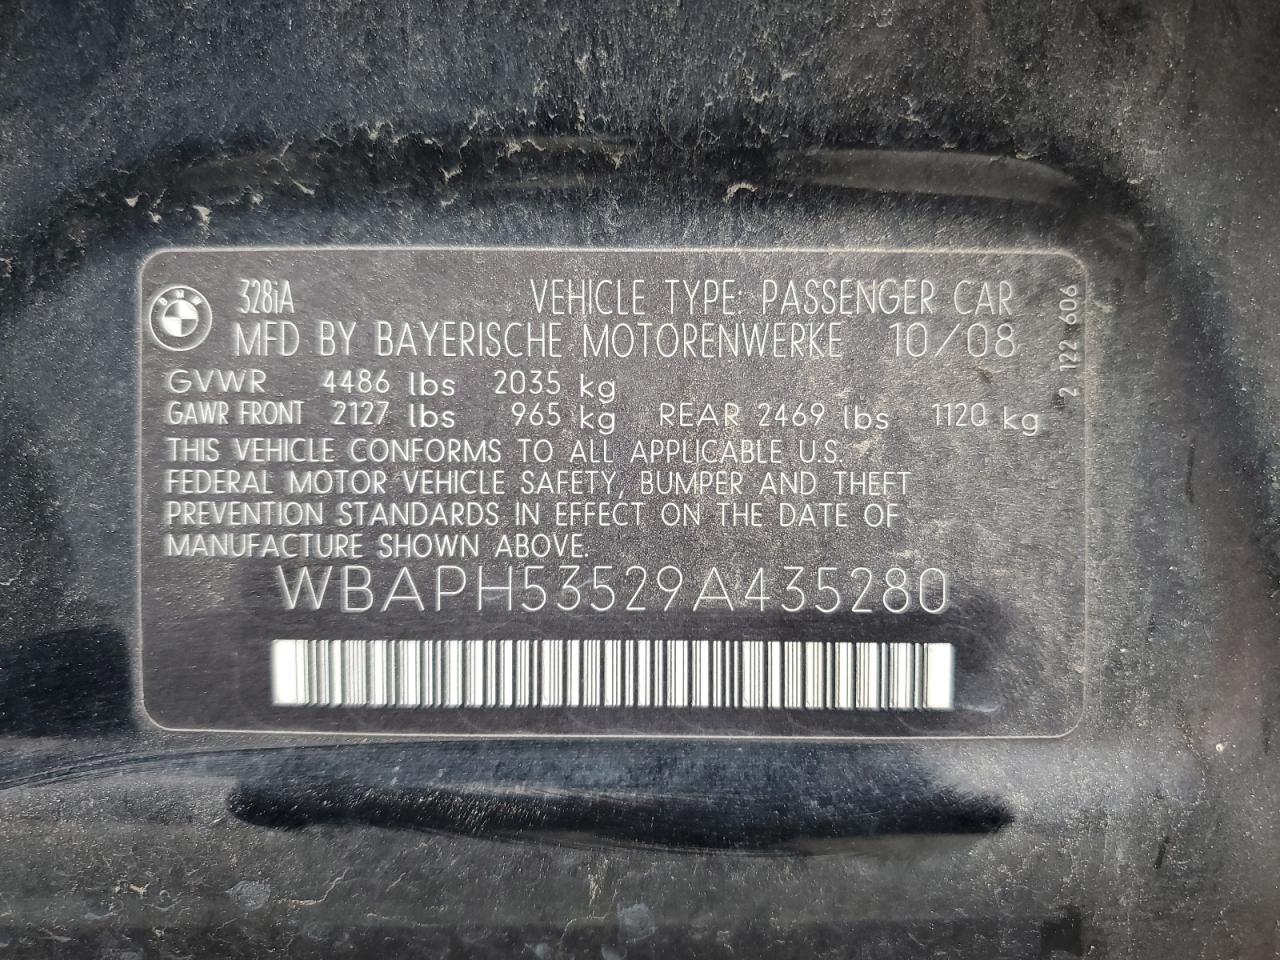 BMW
328iA VEHICLE TYPE: PASSENGER CAR
MFD BY BAYERISCHE MOTORENWERKE 10/08
GVWR 4486 lbs 2035 kg
GAWR FRONT 2127 lbs 965 kg REAR 2469 lbs 1120 kg
THIS VEHICLE CONFORMS TO ALL APPLICABLE U.S.
FEDERAL MOTOR VEHICLE SAFETY, BUMPER AND THEFT
PREVENTION STANDARDS IN EFFECT ON THE DATE OF
MANUFACTURE SHOWN ABOVE.
WBAPH53529A435280
2 122 606